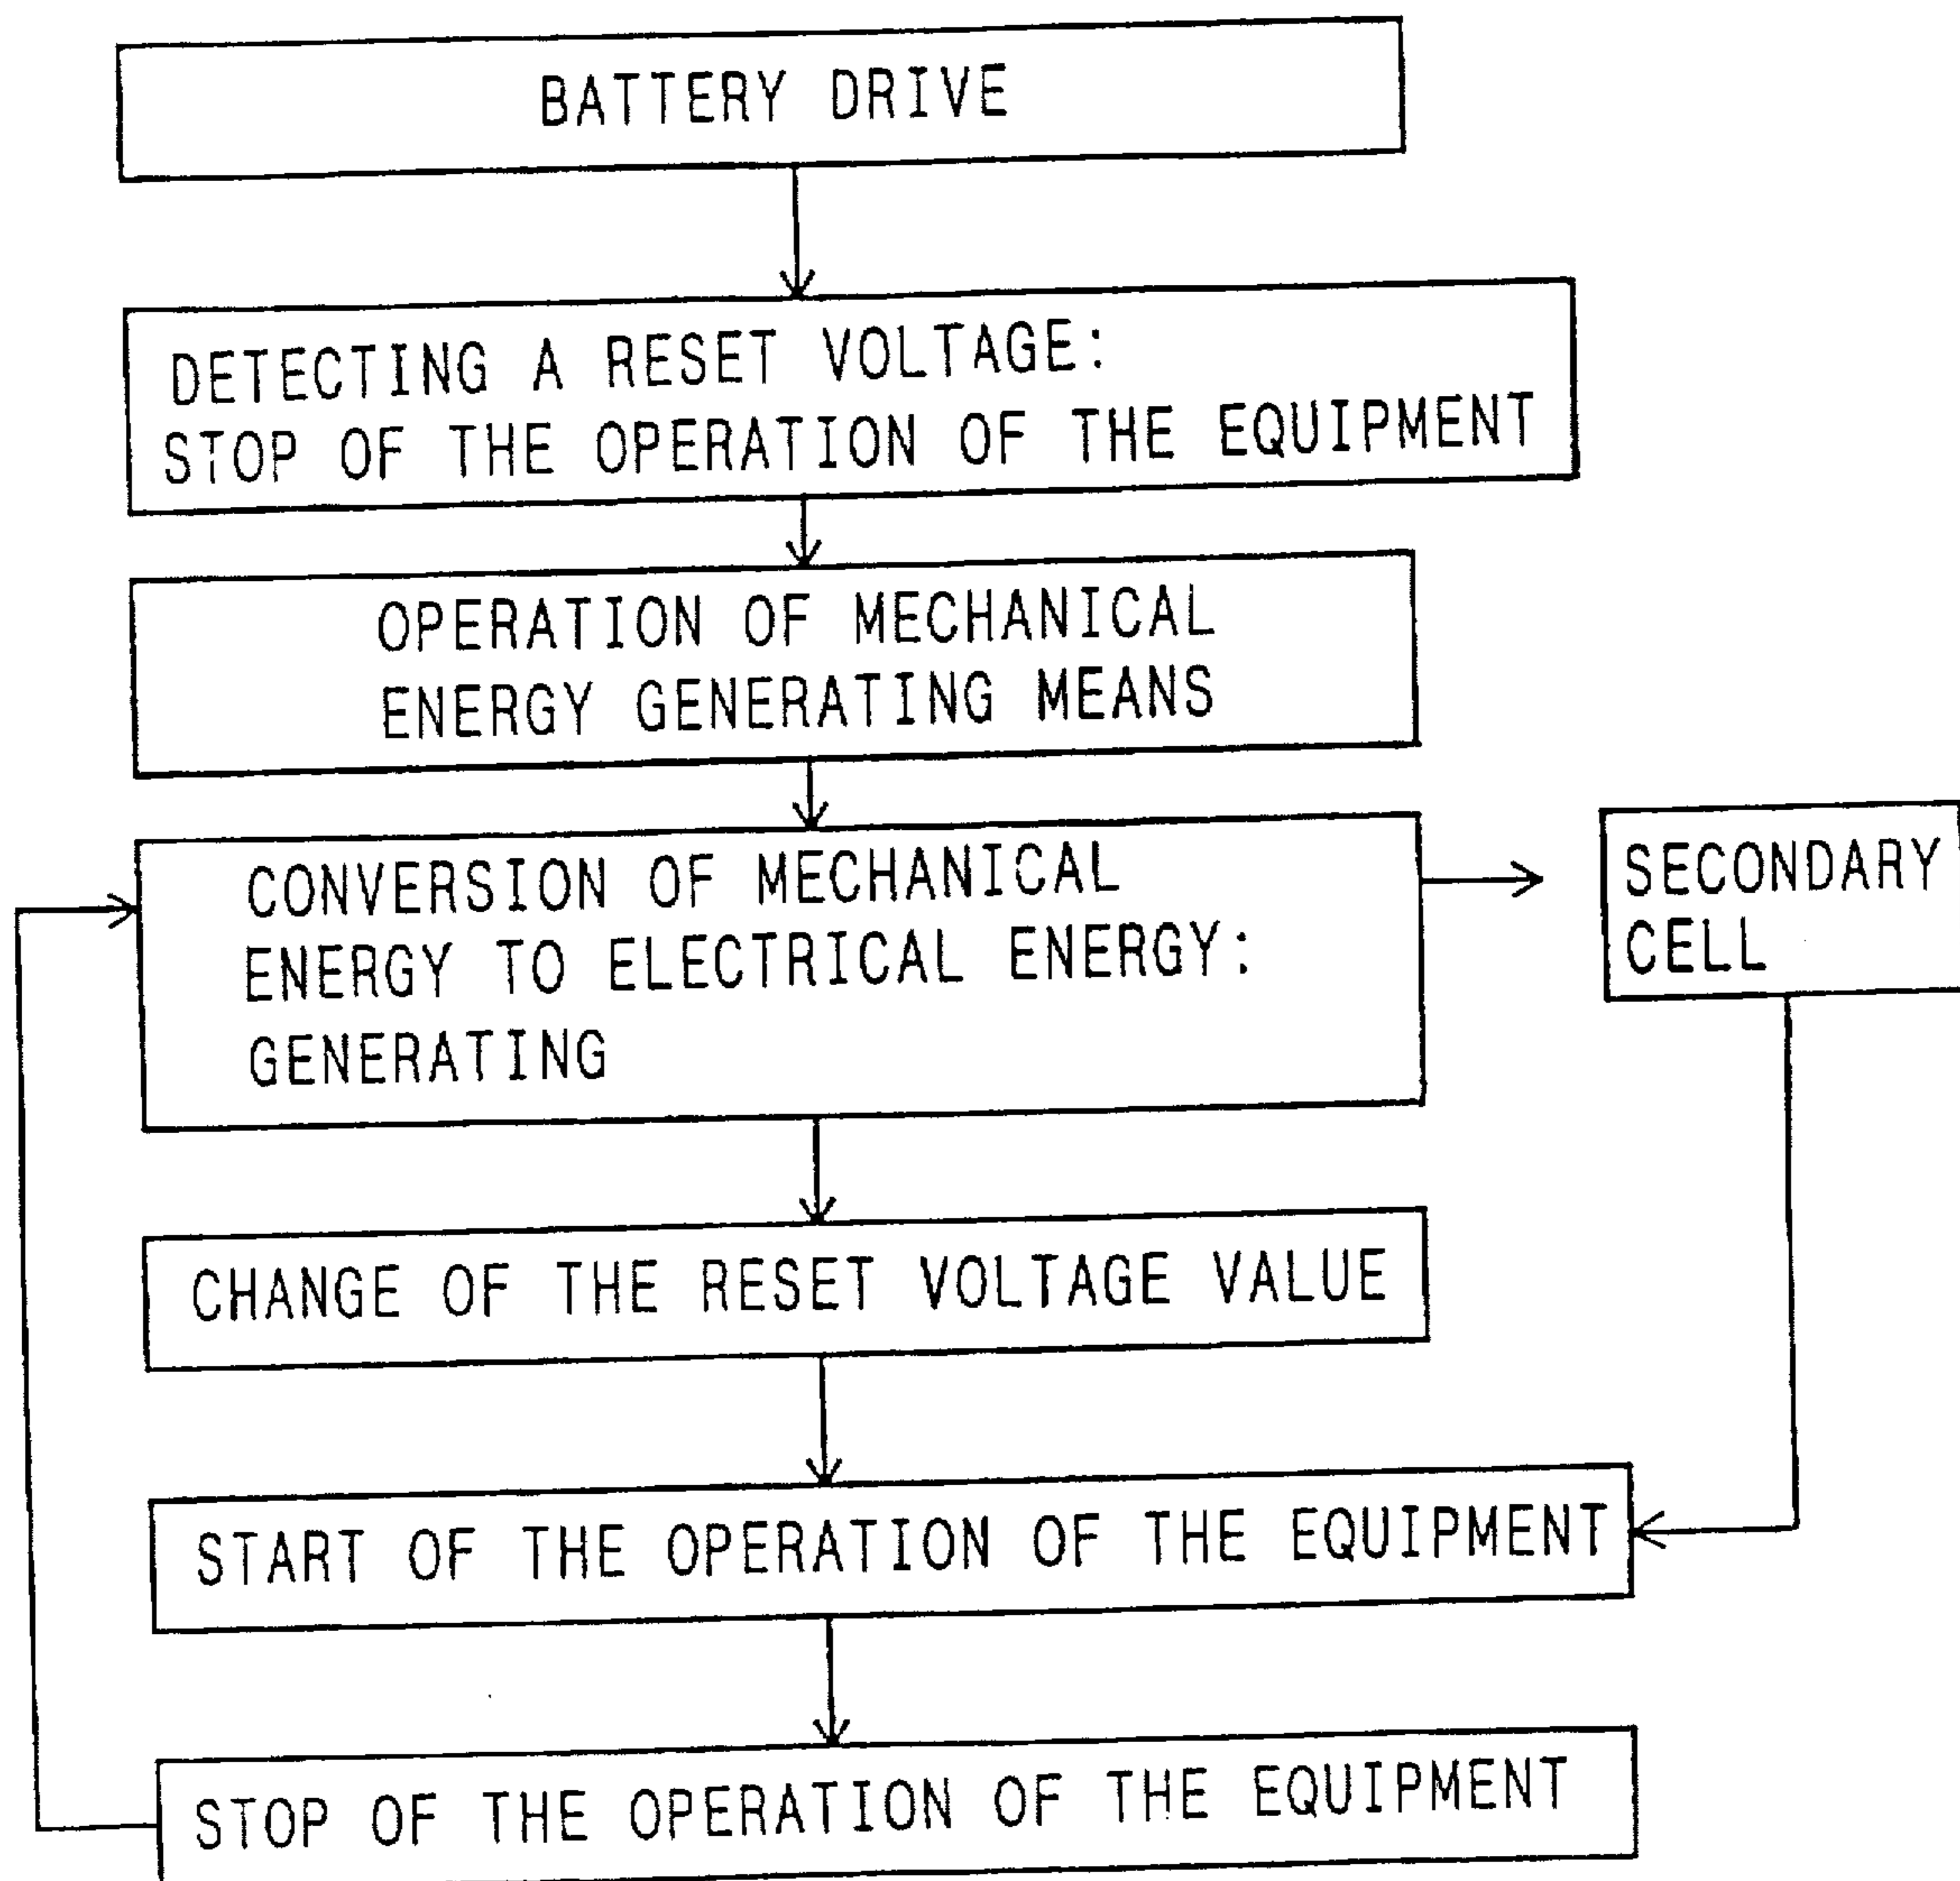 BATTERY DRIVE
DETECTING A RESET VOLTAGE:
STOP OF THE OPERATION OF THE EQUIPMENT
OPERATION OF MECHANICAL
ENERGY GENERATING MEANS
CONVERSION OF MECHANICAL
ENERGY TO ELECTRICAL ENERGY:
GENERATING
SECONDARY
CELL
CHANGE OF THE RESET VOLTAGE VALUE
START OF THE OPERATION OF THE EQUIPMENT
STOP OF THE OPERATION OF THE EQUIPMENT